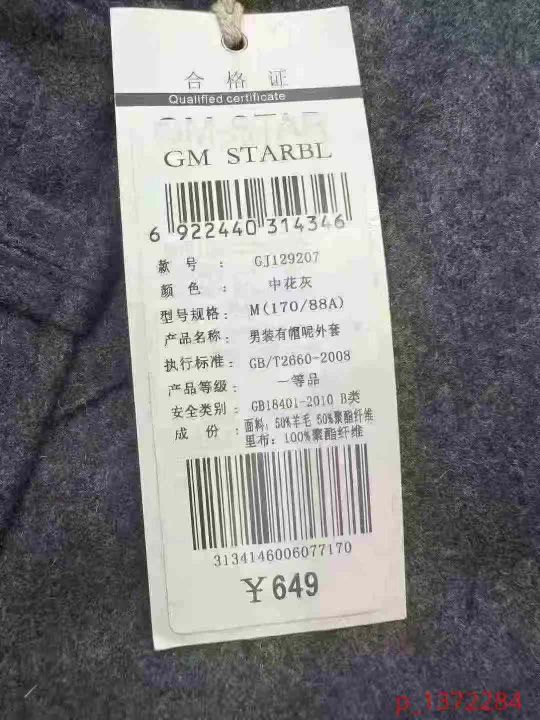 合格证
Qualified certificate
GM STAR
GM STARBL
6 922440 314346
款号：GJ129207
颜色：中花灰
型号规格：M(170/88A)
产品名称：男装有帽呢外套
执行标准：GB/T2660-2008
产品等级：一等品
安全类别：GB18401-2010 B类
成份：面料：50%羊毛 50%聚酯纤维
里布：100%聚酯纤维
3134146006077170
¥649
p_1372284